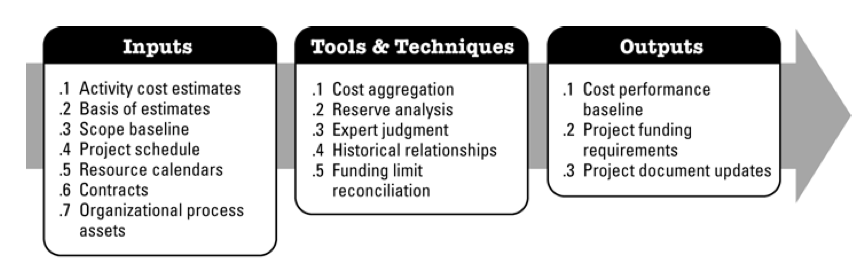 Inputs
.1 Activity cost estimates
.2 Basis of estimates
.3 Scope baseline
.4 Project schedule
.5 Resource calendars
.6 Contracts
.7 Organizational process
assets
Tools & Techniques
.1 Cost aggregation
.2 Reserve analysis
.3 Expert judgment
.4 Historical relationships
.5 Funding limit
reconciliation
Outputs
.1 Cost performance
baseline
.2 Project funding
requirements
.3 Project document updates